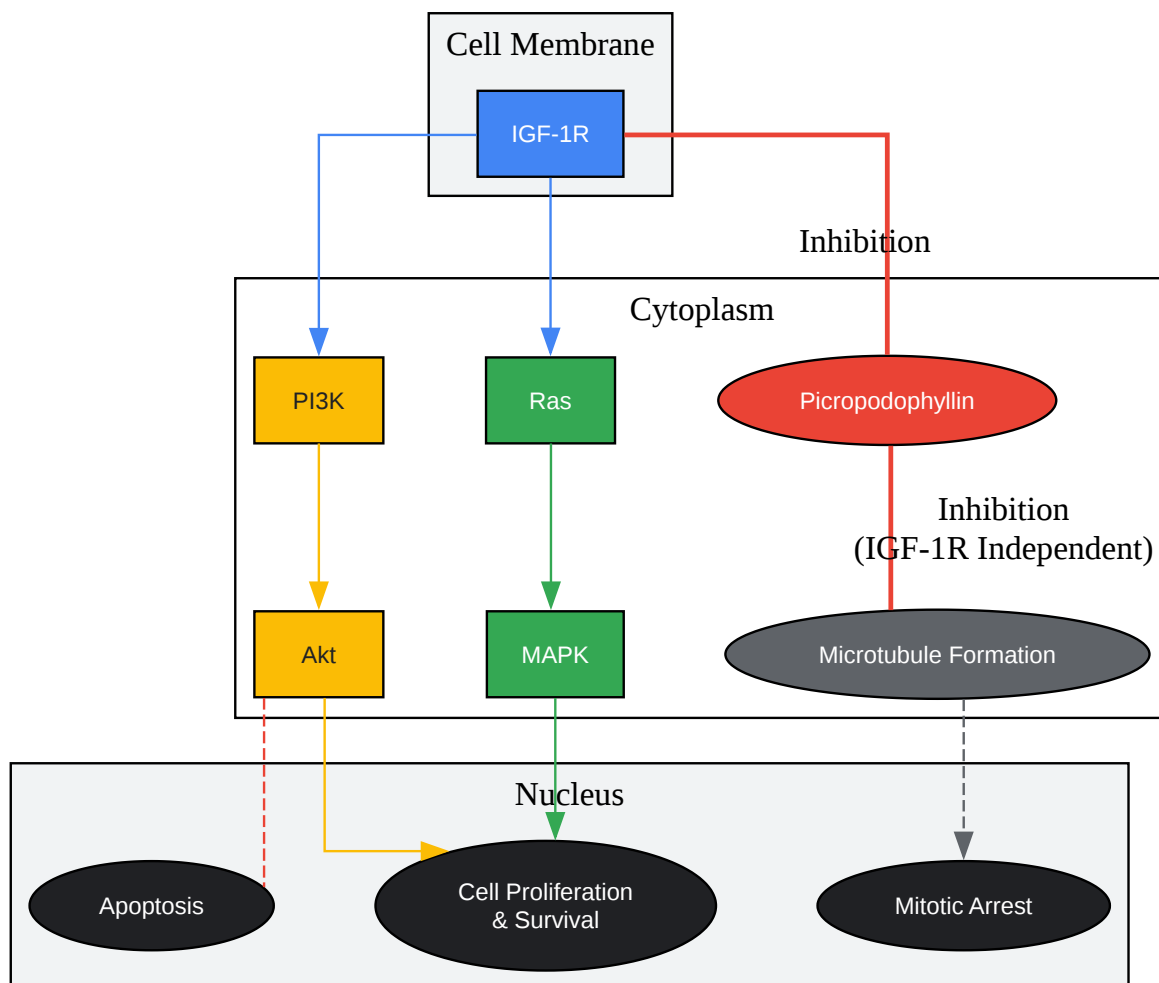 Cell Membrane
IGF-1R
Inhibition
Cytoplasm
PI3K
Ras
Picropodophyllin
Inhibition
(IGF-1R Independent)
Akt
MAPK
Microtubule Formation
Nucleus
Apoptosis
Cell Proliferation
& Survival
Mitotic Arrest